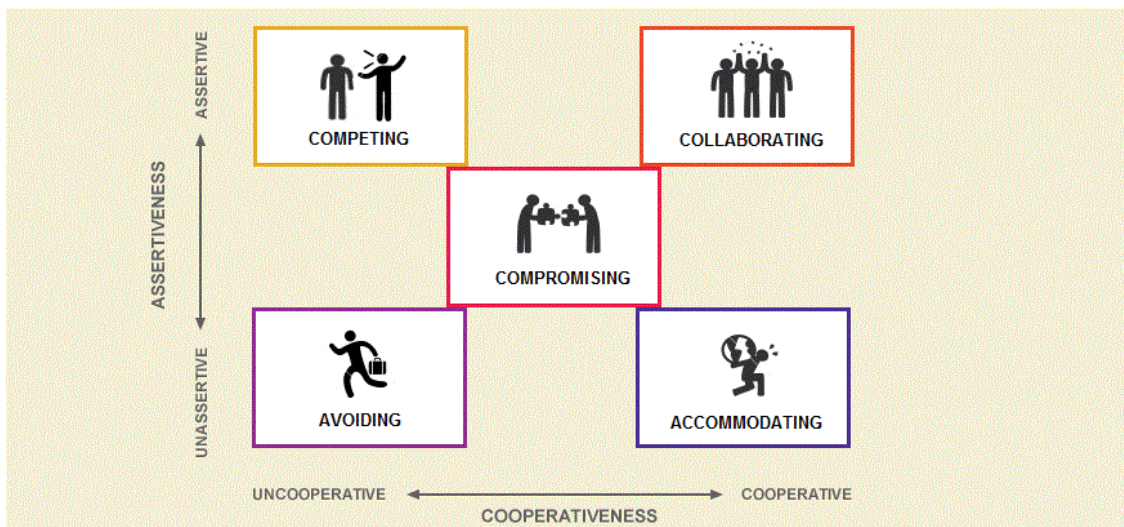 ASSERTIVE
COMPETING
COLLABORATING
ASSERTIVENESS
COMPROMISING
UNASSERTIVE
AVOIDING
ACCOMMODATING
UNCOOPERATIVE
COOPERATIVE
COOPERATIVENESS